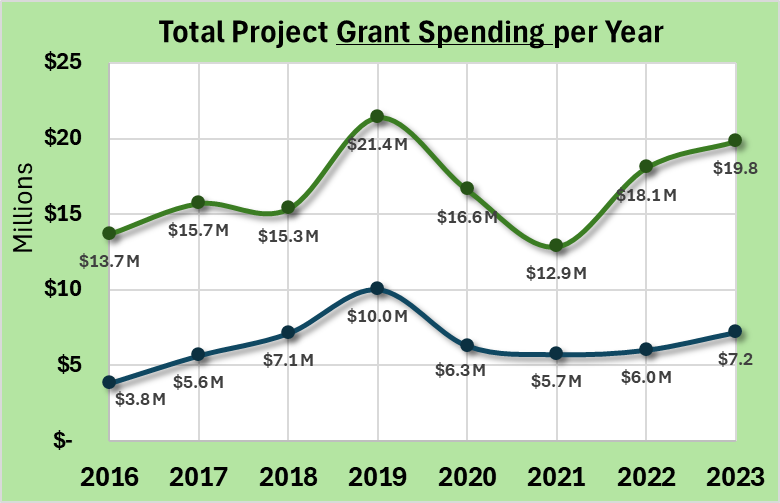 Total Project Grant Spending per Year
Millions
$25
$20
$15
$10
$5
$-
$13.7M
$15.7M
$15.3M
$21.4M
$16.6M
$12.9M
$18.1M
$19.8
$3.8M
$5.6M
$7.1M
$10.0M
$6.3M
$5.7M
$6.0M
$7.2
2016 2017 2018 2019 2020 2021 2022 2023